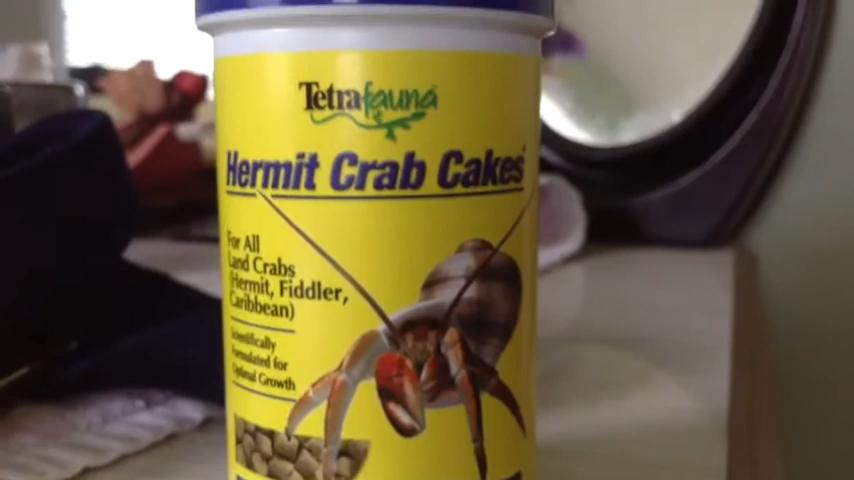 Tetrafauna
Hermit Crab Cakes
For All
Land Crabs
(Hermit, Fiddler,
Caribbean)
Scientifically
Formulated for
Optimal Growth